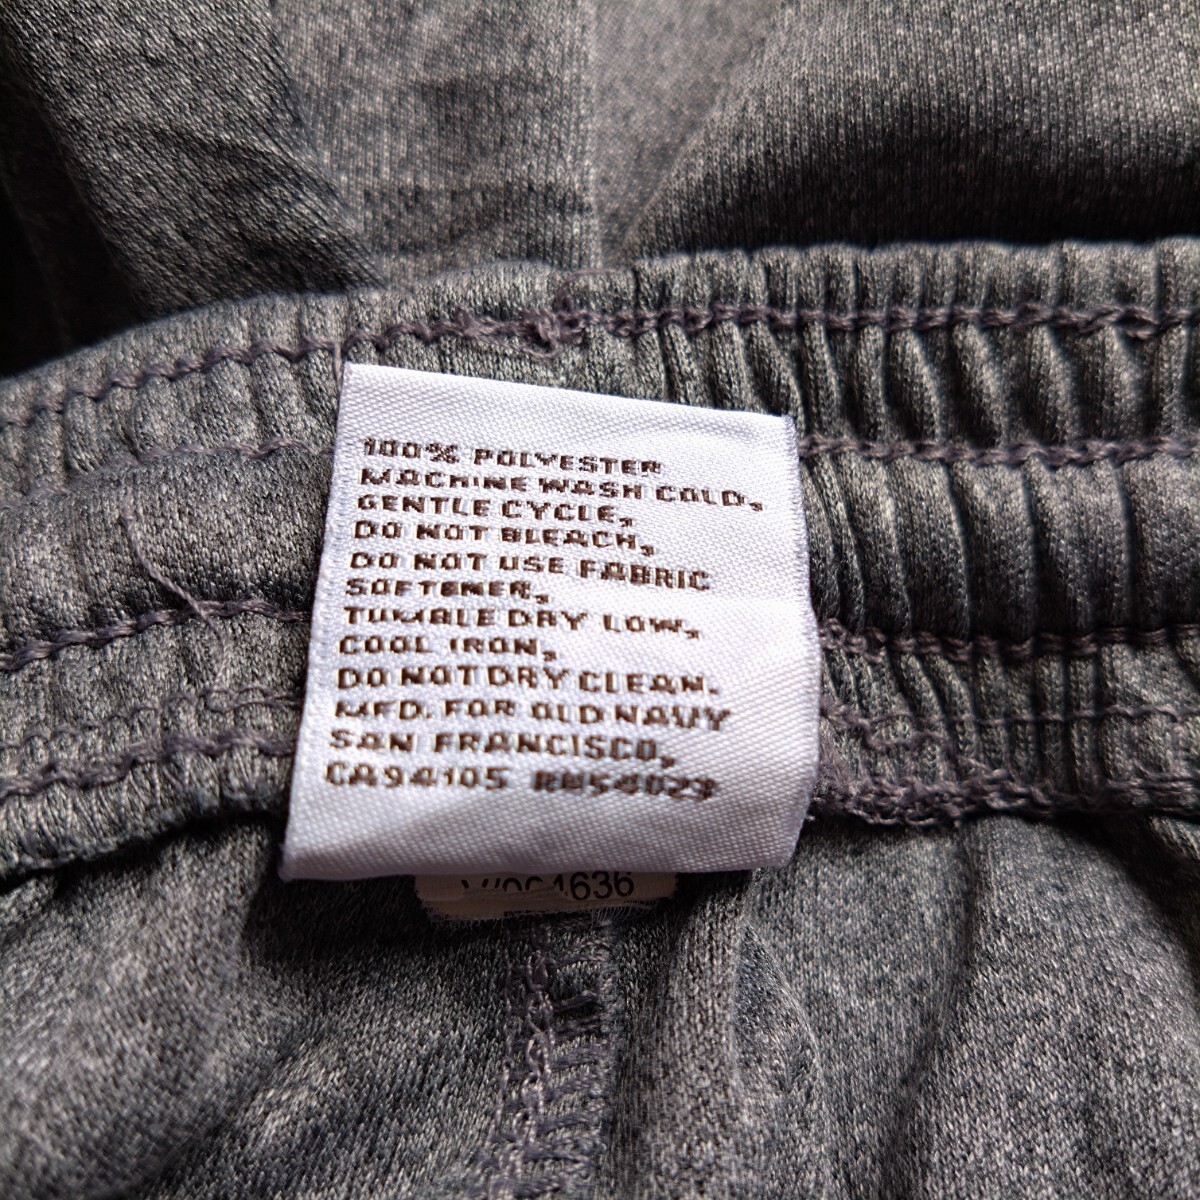 100% POLYESTER
MACHINE WASH COLD,
GENTLE CYCLE,
DO NOT BLEACH,
DO NOT USE FABRIC
SOFTENER,
TUMBLE DRY LOW,
COOL IRON,
DO NOT DRY CLEAN.
MFD. FOR OLD NAVY
SAN FRANCISCO,
CA94105 RN54023